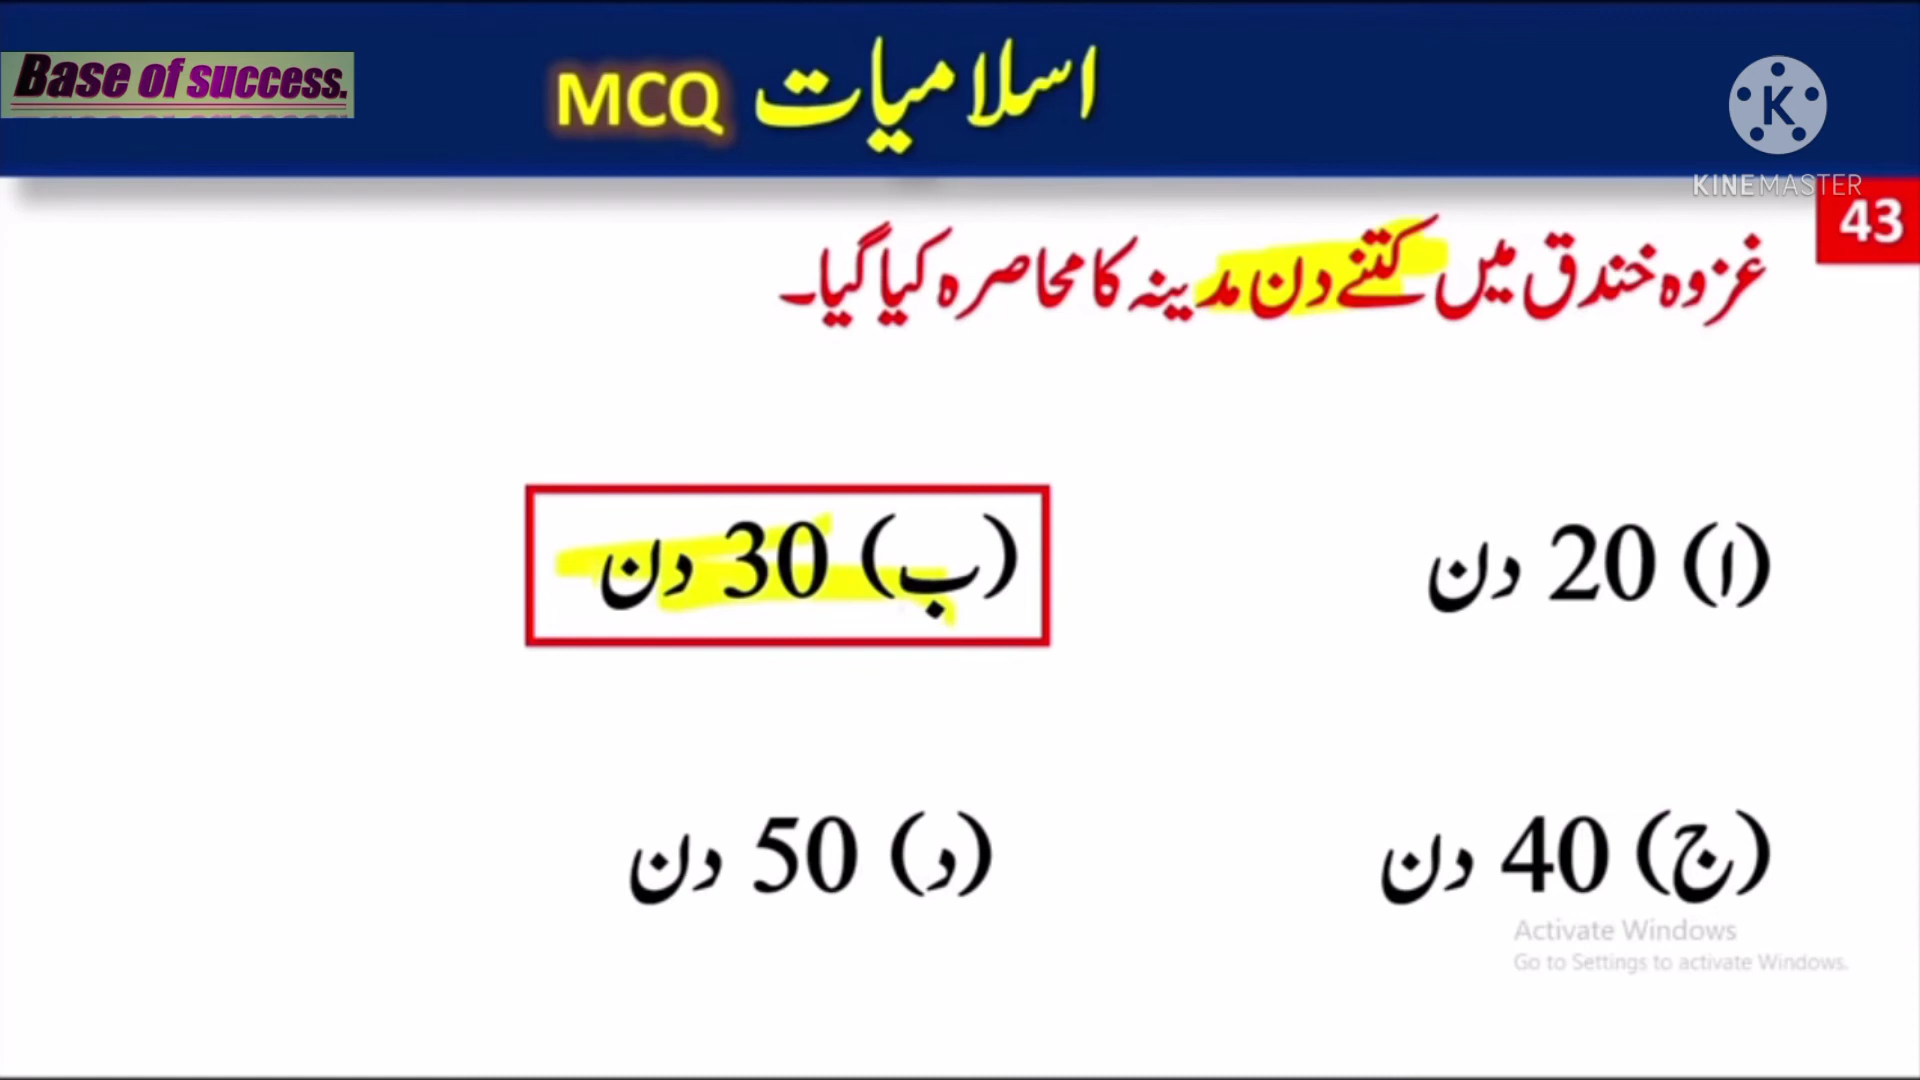 Base of success.
اسلامیات MCQ
KINEMASTER
43
غزوہ خندق میں کتنے دن مدینہ کا محاصرہ کیا گیا۔
(ا) 20 دن
(ب) 30 دن
(ج) 40 دن
(د) 50 دن
Activate Windows
Go to Settings to activate Windows.